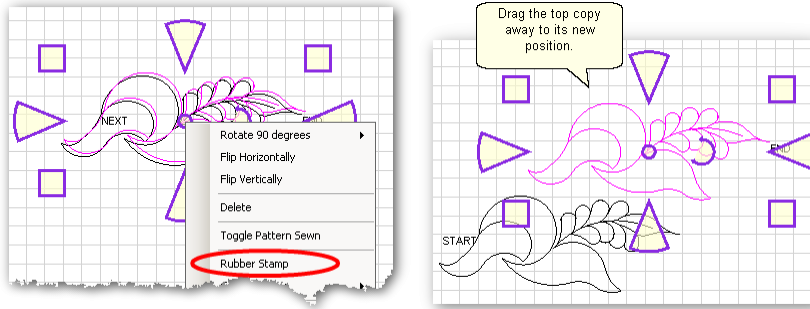 NEXT
Rotate 90 degrees
Flip Horizontally
Flip Vertically
Delete
Toggle Pattern Sewn
Rubber Stamp
Drag the top copy
away to its new
position.
END
START